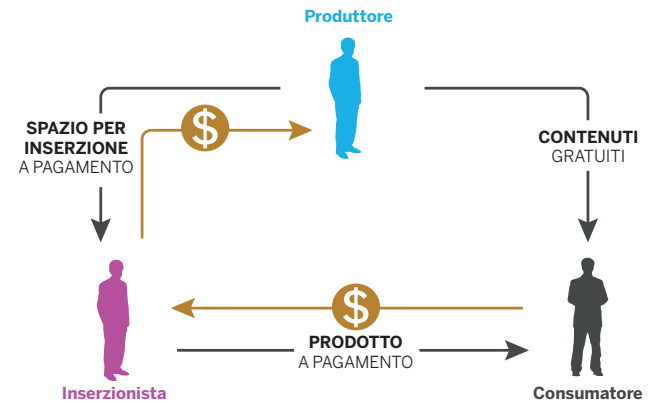 Produttore
$
SPAZIO PER
INSERZIONE
A PAGAMENTO
CONTENUTI
GRATUITI
$
PRODOTTO
A PAGAMENTO
Inserzionista
Consumatore